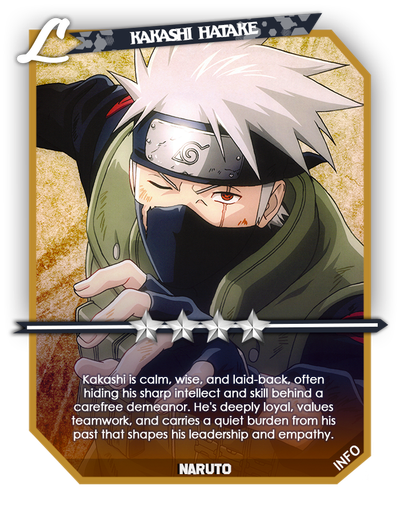 L
KAKASHI HATAKE
Kakashi is calm, wise, and laid-back, often
hiding his sharp intellect and skill behind a
carefree demeanor. He's deeply loyal, values
teamwork, and carries a quiet burden from his
past that shapes his leadership and empathy.
NARUTO
INFO